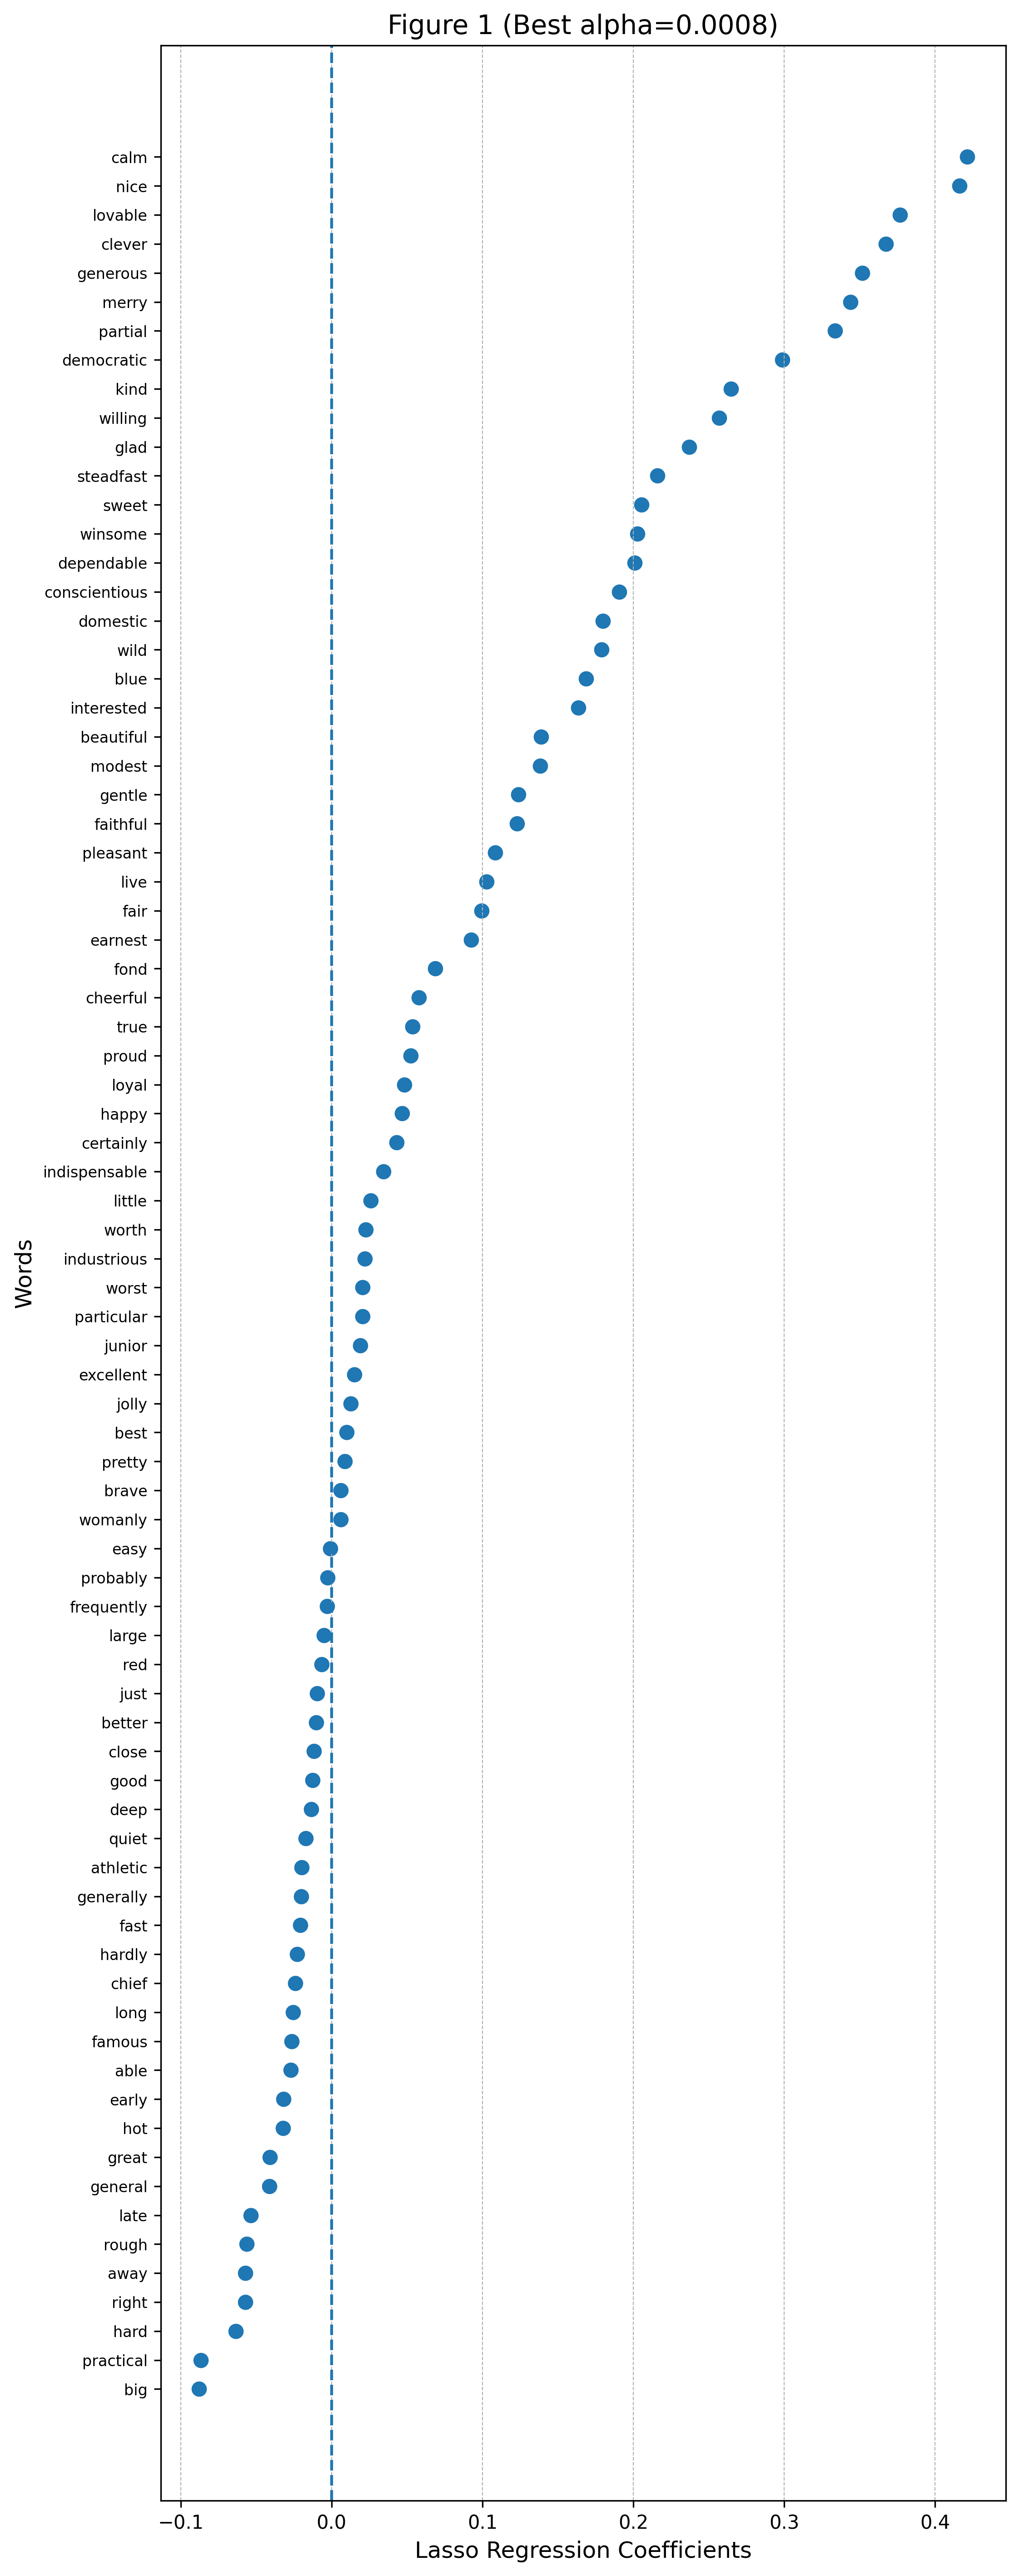 Figure 1 (Best alpha=0.0008)
calm
nice
lovable
clever
generous
merry
partial
democratic
kind
willing
glad
steadfast
sweet
winsome
dependable
conscientious
domestic
wild
blue
interested
beautiful
modest
gentle
faithful
pleasant
live
fair
earnest
fond
cheerful
true
proud
loyal
happy
certainly
indispensable
little
worth
industrious
worst
particular
junior
excellent
jolly
best
pretty
brave
womanly
easy
probably
frequently
large
red
just
better
close
good
deep
quiet
athletic
generally
fast
hardly
chief
long
famous
able
early
hot
great
general
late
rough
away
right
hard
practical
big
Words
−0.1 0.0 0.1 0.2 0.3 0.4
Lasso Regression Coefficients